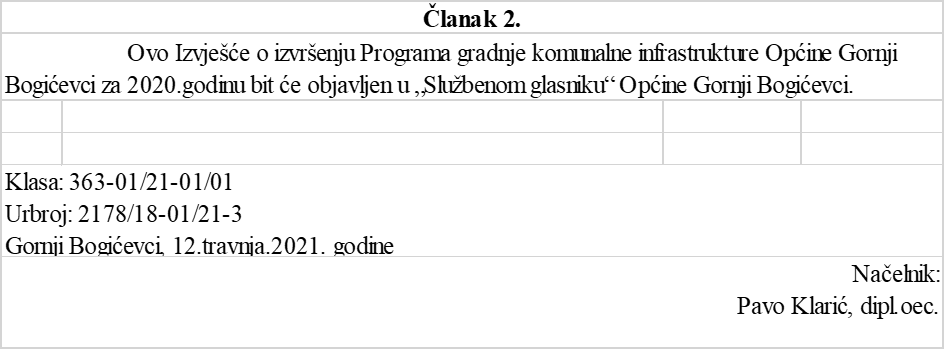 Članak 2.
Ovo Izvješće o izvršenju Programa gradnje komunalne infrastrukture Općine Gornji
Bogićevci za 2020.godinu bit će objavljen u „Službenom glasniku“ Općine Gornji Bogićevci.
Klasa: 363-01/21-01/01
Urbroj: 2178/18-01/21-3
Gornji Bogićevci, 12.travnja.2021. godine
Načelnik:
Pavo Klarić, dipl.oec.